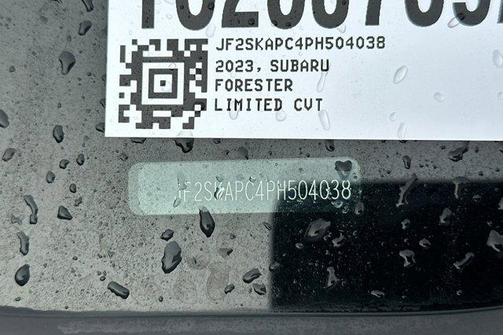 JF2SKAPC4PH504038
2023, SUBARU
FORESTER
LIMITED CVT
JF2SKAPC4PH504038